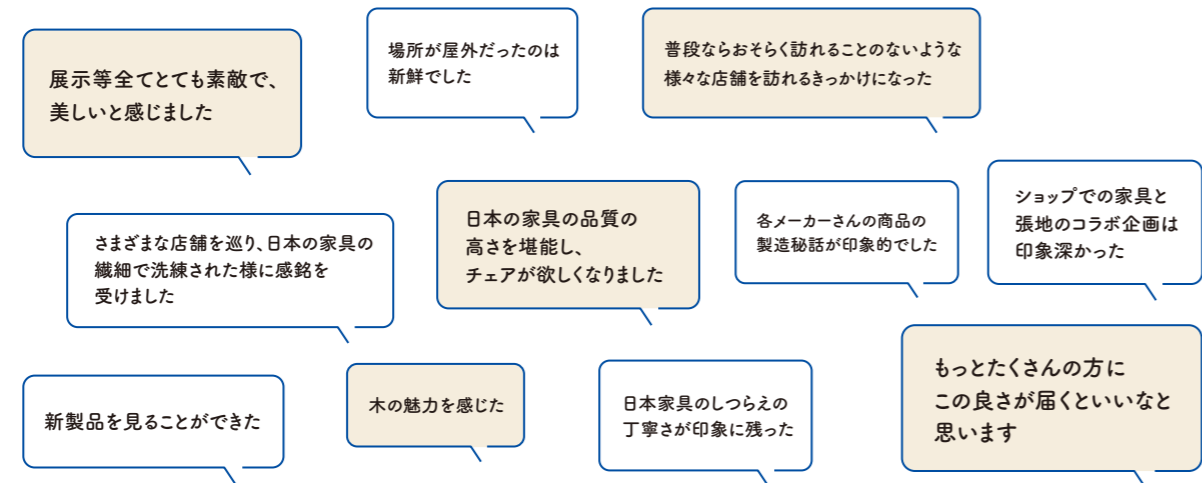 展示等全てとても素敵で、
美しいと感じました
場所が屋外だったのは
新鮮でした
普段ならおそらく訪れることのないような
様々な店舗を訪れるきっかけになった
さまざまな店舗を巡り、日本の家具の
繊細で洗練された様に感銘を
受けました
日本の家具の品質の
高さを堪能し、
チェアが欲しくなりました
各メーカーさんの商品の
製造秘話が印象的でした
ショップでの家具と
張地のコラボ企画は
印象深かった
新製品を見ることができた
木の魅力を感じた
日本家具のしつらえの
丁寧さが印象に残った
もっとたくさんの方に
この良さが届くといいなと
思います